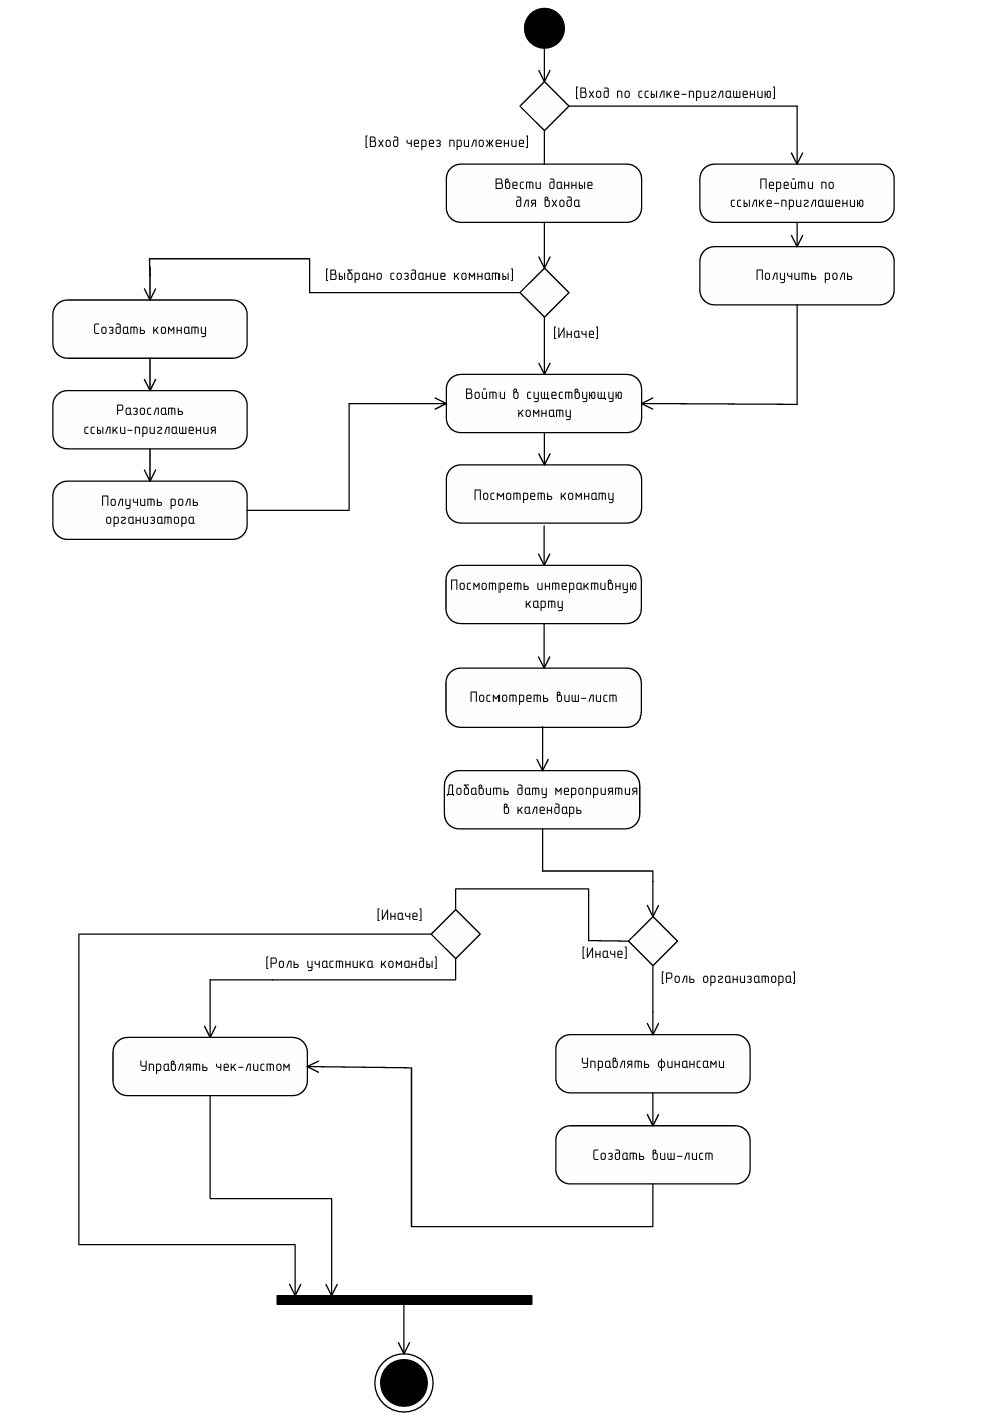 [Вход по ссылке-приглашению]
[Вход через приложение]
Ввести данные
для входа
Перейти по
ссылке-приглашению
Получить роль
[Выбрано создание комнаты]
[Иначе]
Создать комнату
Разослать
ссылки-приглашения
Получить роль
организатора
Войти в существующую
комнату
Посмотреть комнату
Посмотреть интерактивную
карту
Посмотреть виш-лист
Добавить дату мероприятия
в календарь
[Иначе]
[Иначе]
[Роль участника команды]
[Роль организатора]
Управлять чек-листом
Управлять финансами
Создать виш-лист